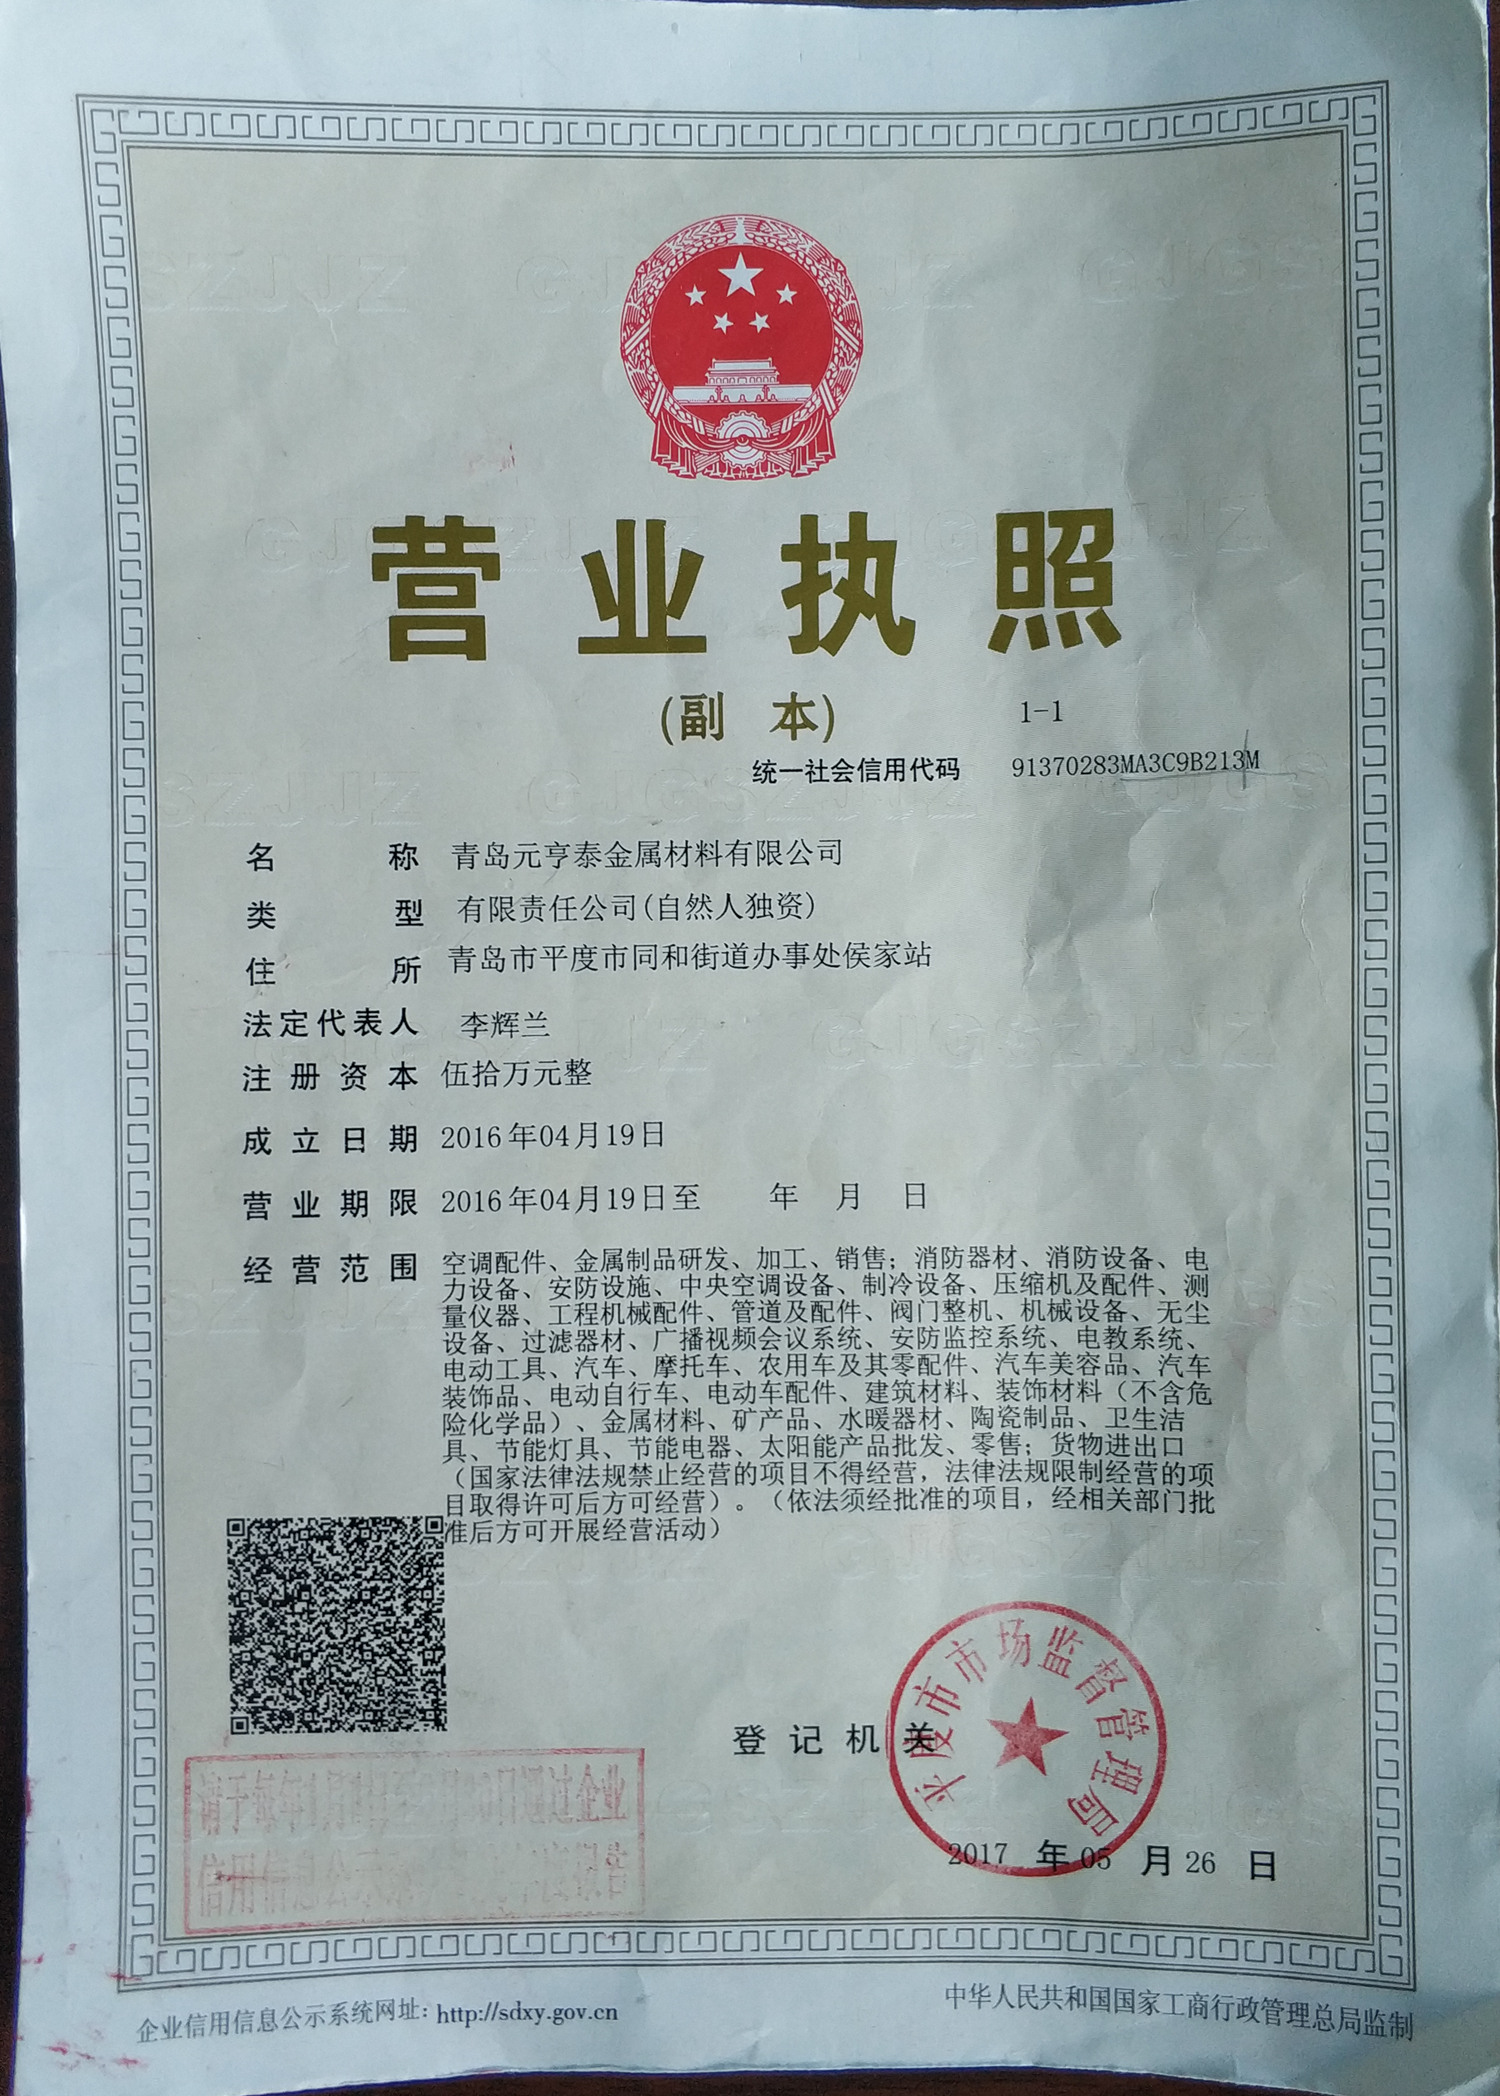 营业执照
(副 本) 1-1
统一社会信用代码 91370283MA3C9B213M
名 称 青岛元亨泰金属材料有限公司
类 型 有限责任公司(自然人独资)
住 所 青岛市平度市同和街道办事处侯家站
法定代表人 李辉兰
注册资本 伍拾万元整
成立日期 2016年04月19日
营业期限 2016年04月19日至 年 月 日
经营范围 空调配件、金属制品研发、加工、销售；消防器材、消防设备、电
力设备、安防设施、中央空调设备、制冷设备、压缩机及配件、测
量仪器、工程机械配件、管道及配件、阀门整机、机械设备、无尘
设备、过滤器材、广播视频会议系统、安防监控系统、电教系统、
电动工具、汽车、摩托车、农用车及其零配件、汽车美容品、汽车
装饰品、电动自行车、电动车配件、建筑材料、装饰材料（不含危
险化学品）、金属材料、矿产品、水暖器材、陶瓷制品、卫生洁
具、节能灯具、节能电器、太阳能产品批发、零售；货物进出口
（国家法律法规禁止经营的项目不得经营，法律法规限制经营的项
目取得许可后方可经营）。（依法须经批准的项目，经相关部门批
准后方可开展经营活动）
登记机关
平度市市场监督管理局
2017 年 05 月 26 日
请于每年1月1日 日通过企业
信用信息公示 报告
企业信用信息公示系统网址: http://sdxy.gov.cn
中华人民共和国国家工商行政管理总局监制